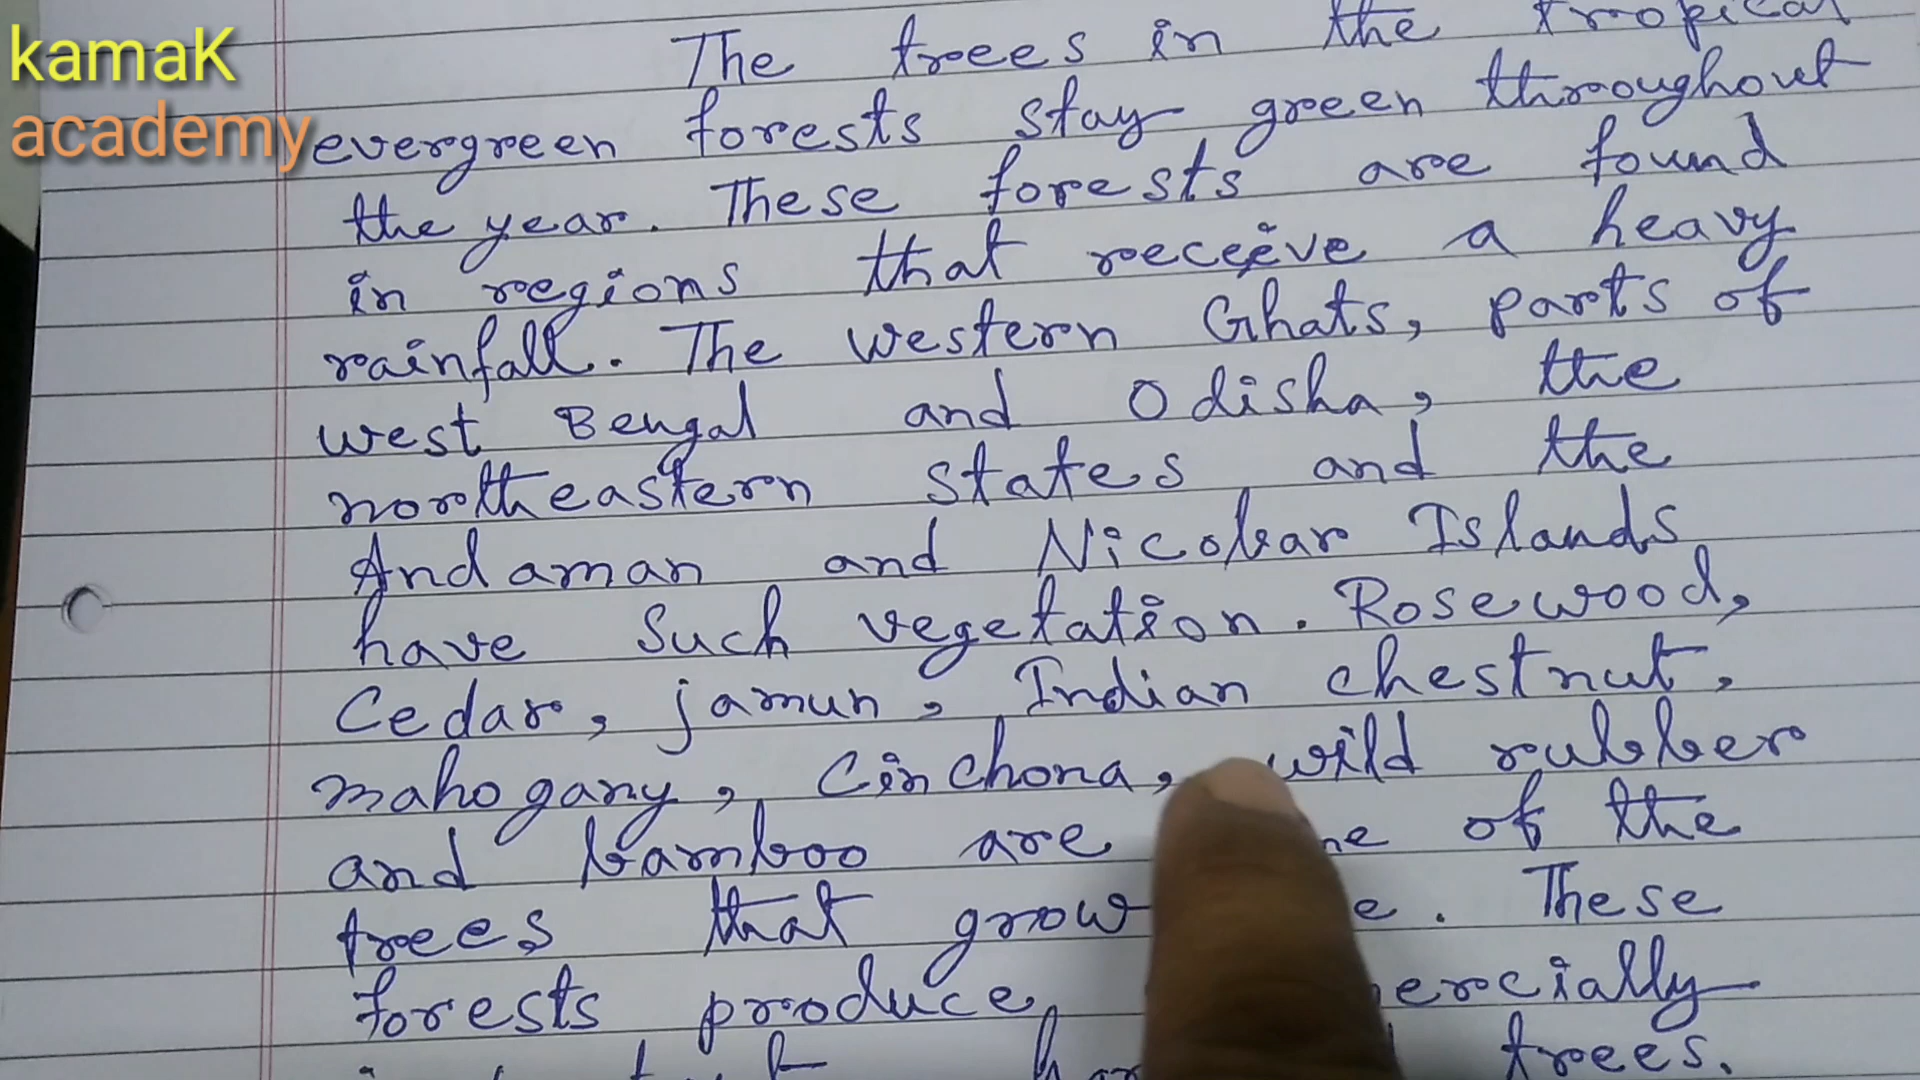 kamaK
academy
The trees in the tropical
evergreen forests stay green throughout
the year. These forests are found
in regions that receive a heavy
rainfall. The western Ghats, parts of
west Bengal and Odisha, the
northeastern states and the
Andaman and Nicobar Islands
have such vegetation. Rosewood,
Cedar, jamun, Indian chestnut,
mahogany, Cinchona, wild rubber
and bamboo are of the
trees that grow . These
forests produce
trees.